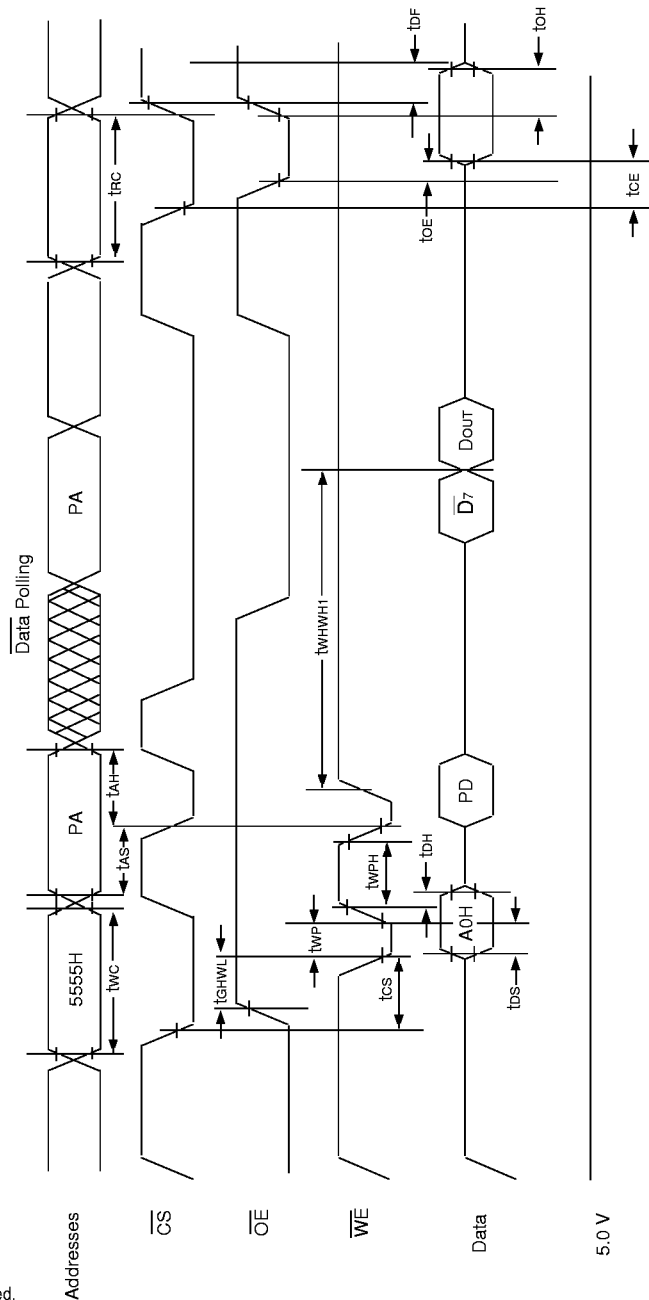 Data Polling
Addresses
5555H
PA
PA
tWC
tAS
tAH
tRC
CS
OE
tGHWL
WE
tWP
tCS
tWPH
tWHWH1
tDH
Data
A0H
PD
D7
DOUT
tDS
tOE
tDF
tOH
tCE
5.0 V
ed.